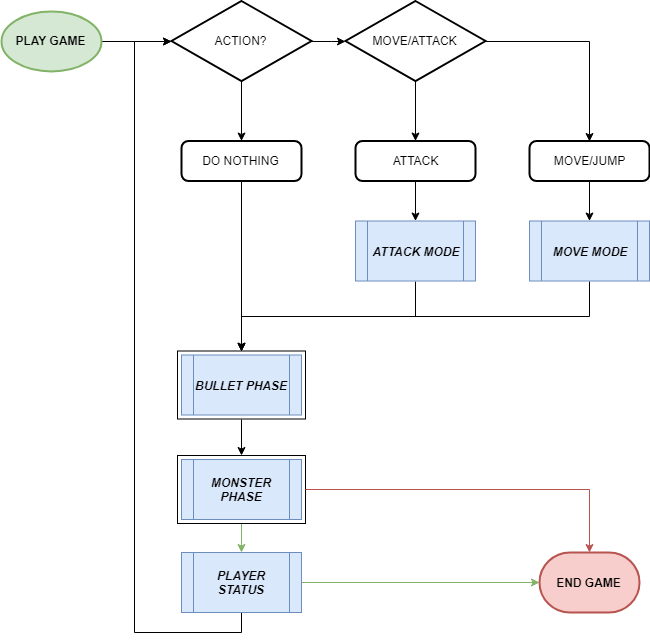 PLAY GAME
ACTION?
MOVE/ATTACK
DO NOTHING
ATTACK
MOVE/JUMP
ATTACK MODE
MOVE MODE
BULLET PHASE
MONSTER
PHASE
PLAYER
STATUS
END GAME